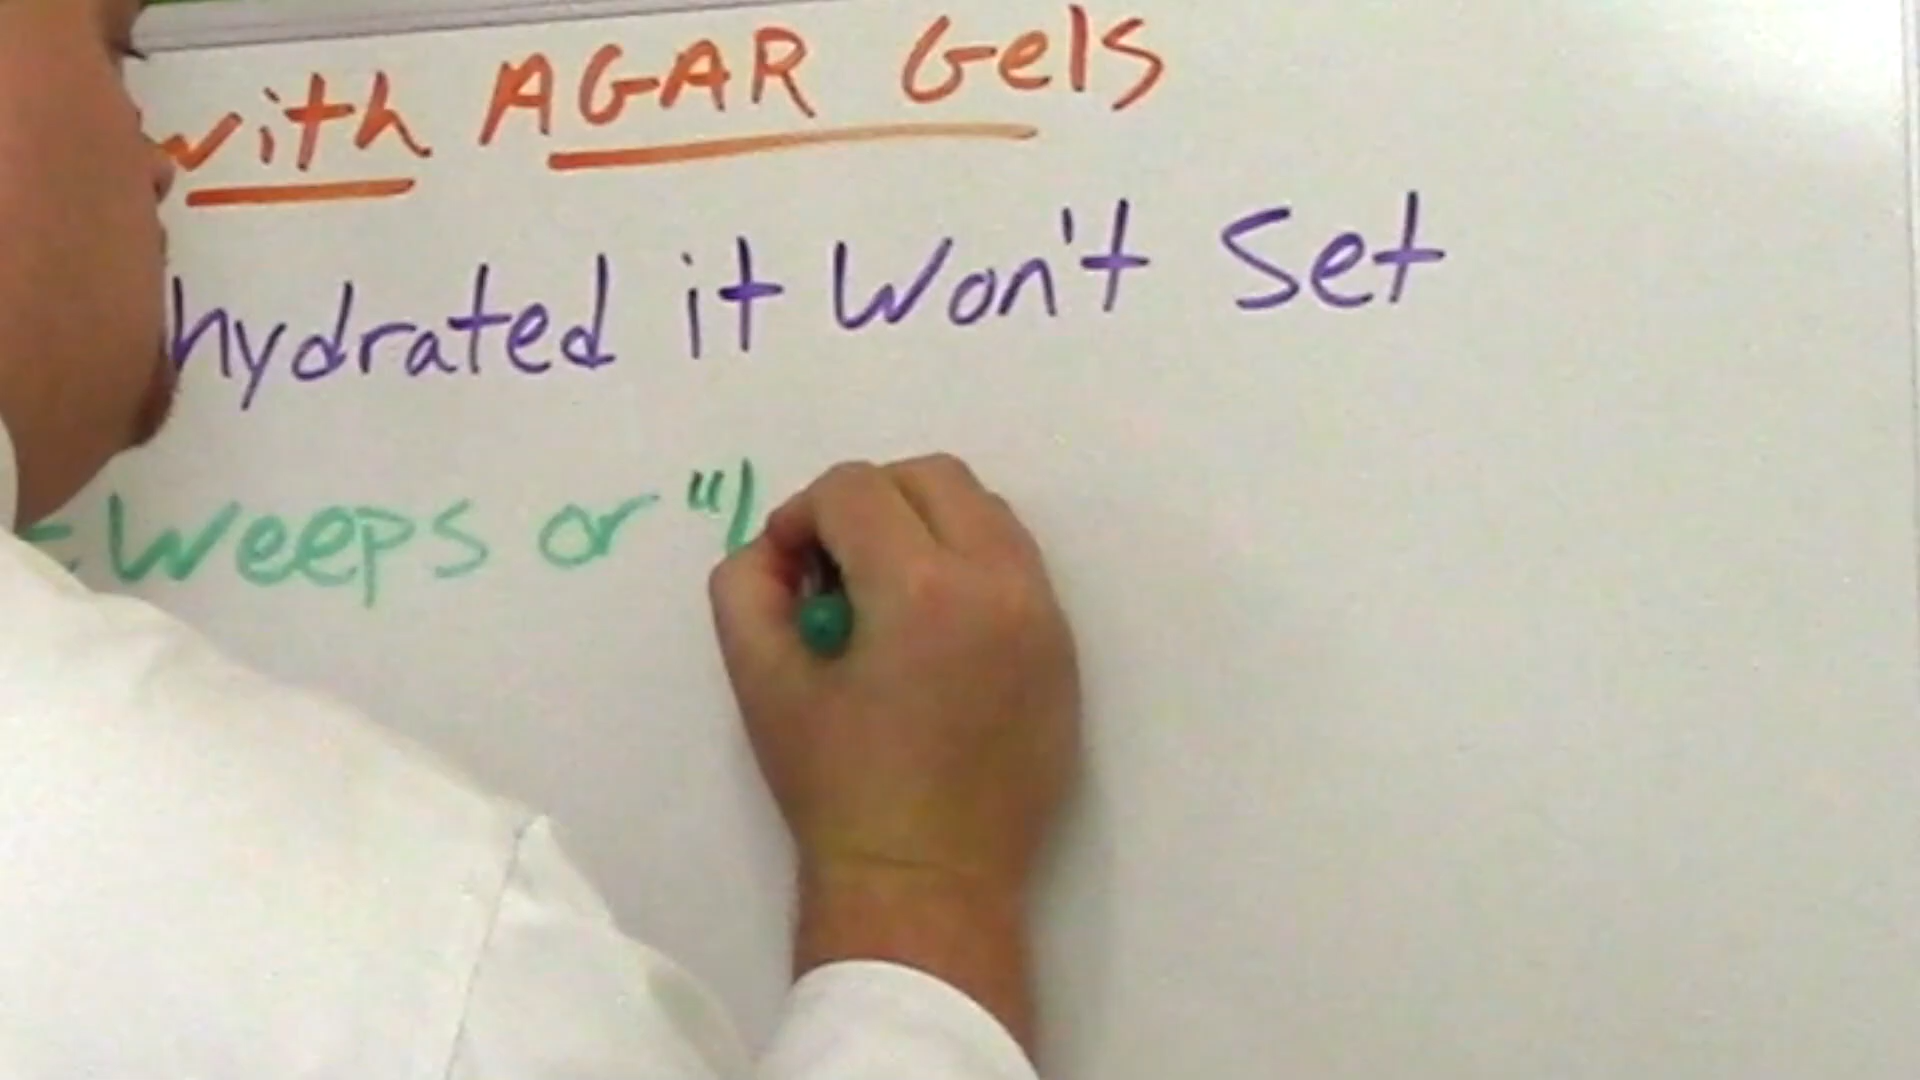 with AGAR Gels
hydrated it Won't Set
= Weeps or "